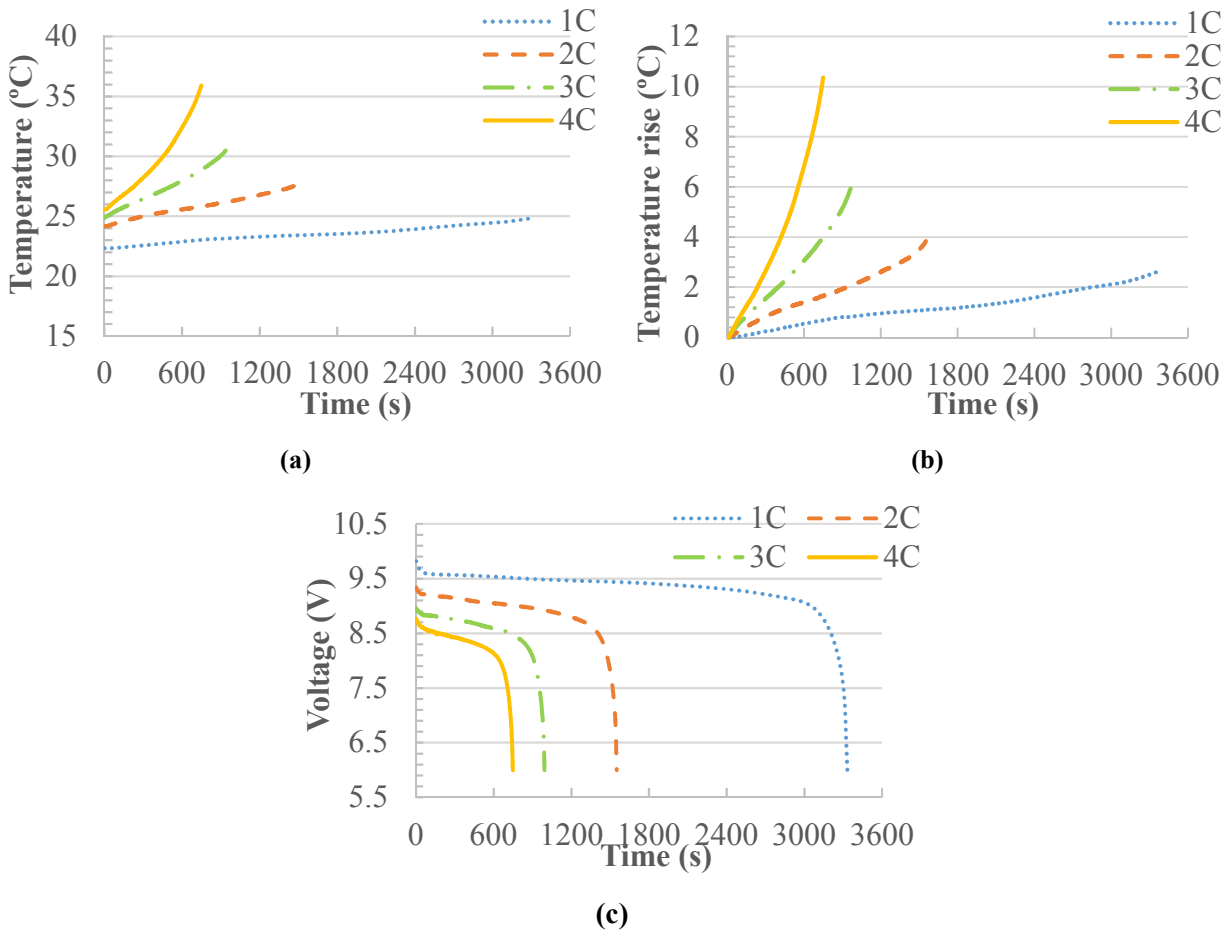 Temperature (ºC)
40
35
30
25
20
15
0 600 1200 1800 2400 3000 3600
Time (s)
1C
2C
3C
4C
(a)
Temperature rise (ºC)
12
10
8
6
4
2
0
0 600 1200 1800 2400 3000 3600
Time (s)
1C
2C
3C
4C
(b)
Voltage (V)
10.5
9.5
8.5
7.5
6.5
5.5
0 600 1200 1800 2400 3000 3600
Time (s)
1C 2C
3C 4C
(c)